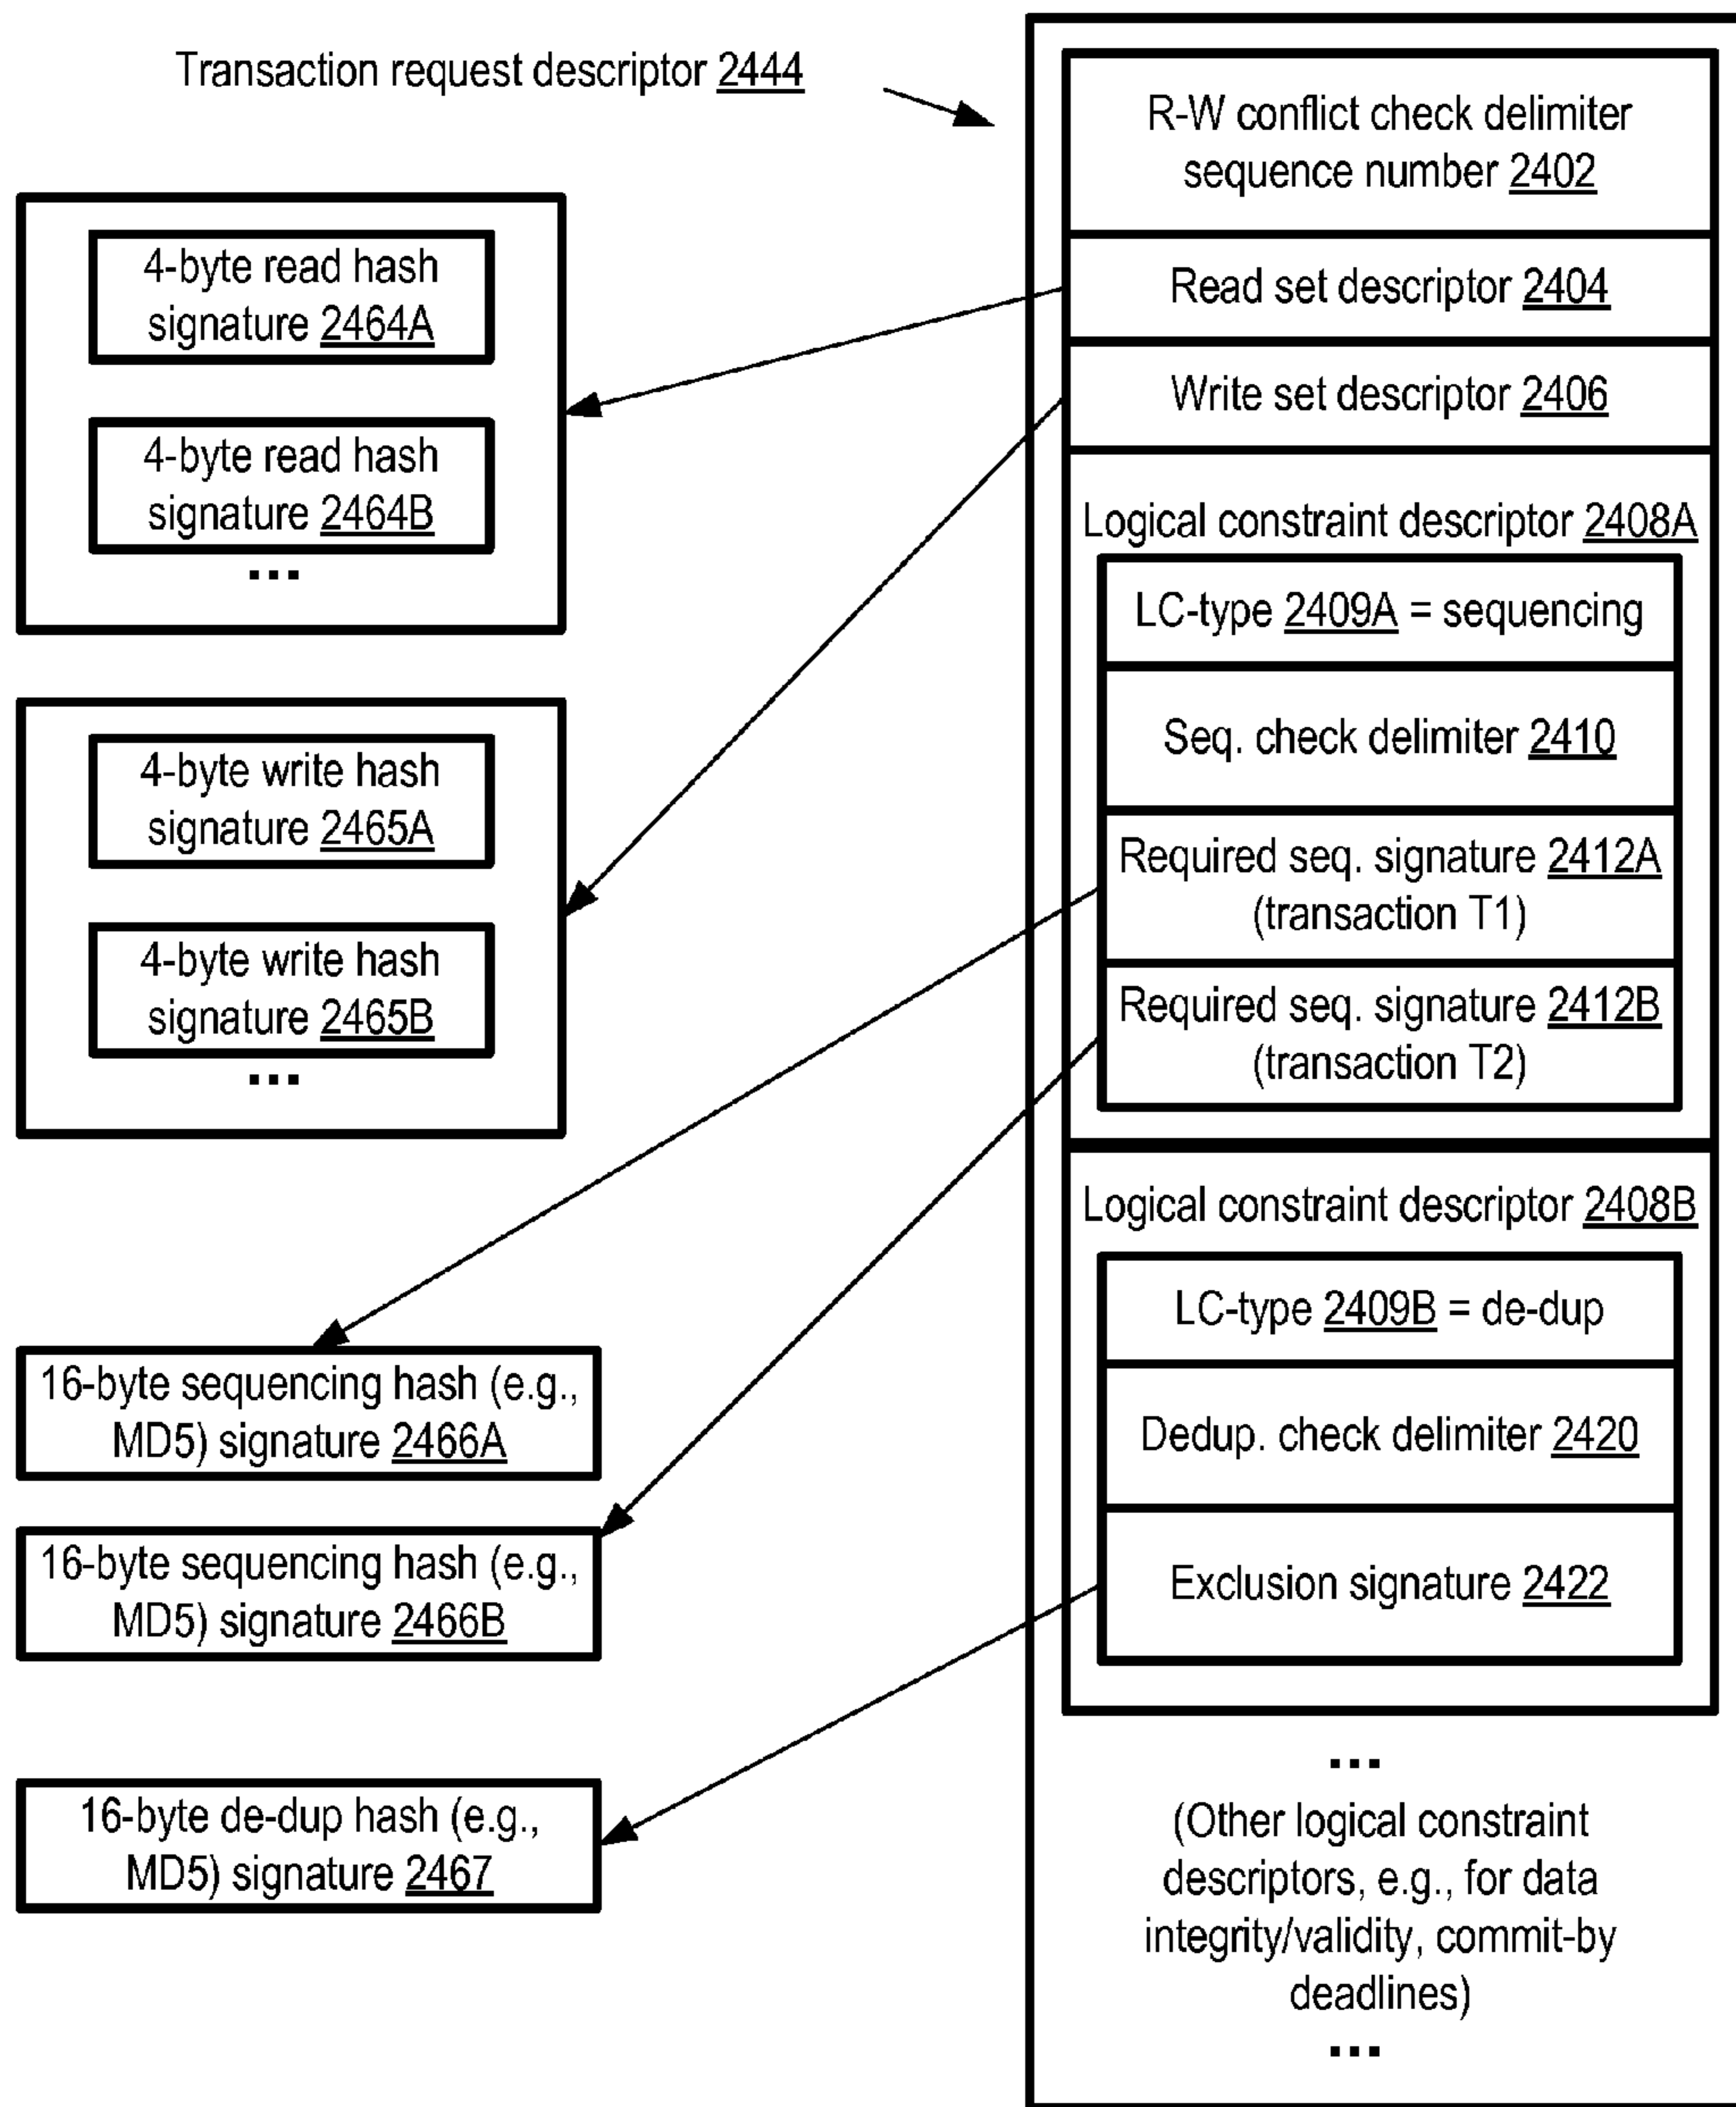 Transaction request descriptor 2444
R-W conflict check delimiter
sequence number 2402
Read set descriptor 2404
Write set descriptor 2406
Logical constraint descriptor 2408A
LC-type 2409A = sequencing
Seq. check delimiter 2410
Required seq. signature 2412A
(transaction T1)
Required seq. signature 2412B
(transaction T2)
Logical constraint descriptor 2408B
LC-type 2409B = de-dup
Dedup. check delimiter 2420
Exclusion signature 2422
...
(Other logical constraint
descriptors, e.g., for data
integrity/validity, commit-by
deadlines)
...
4-byte read hash
signature 2464A
4-byte read hash
signature 2464B
...
4-byte write hash
signature 2465A
4-byte write hash
signature 2465B
...
16-byte sequencing hash (e.g.,
MD5) signature 2466A
16-byte sequencing hash (e.g.,
MD5) signature 2466B
16-byte de-dup hash (e.g.,
MD5) signature 2467